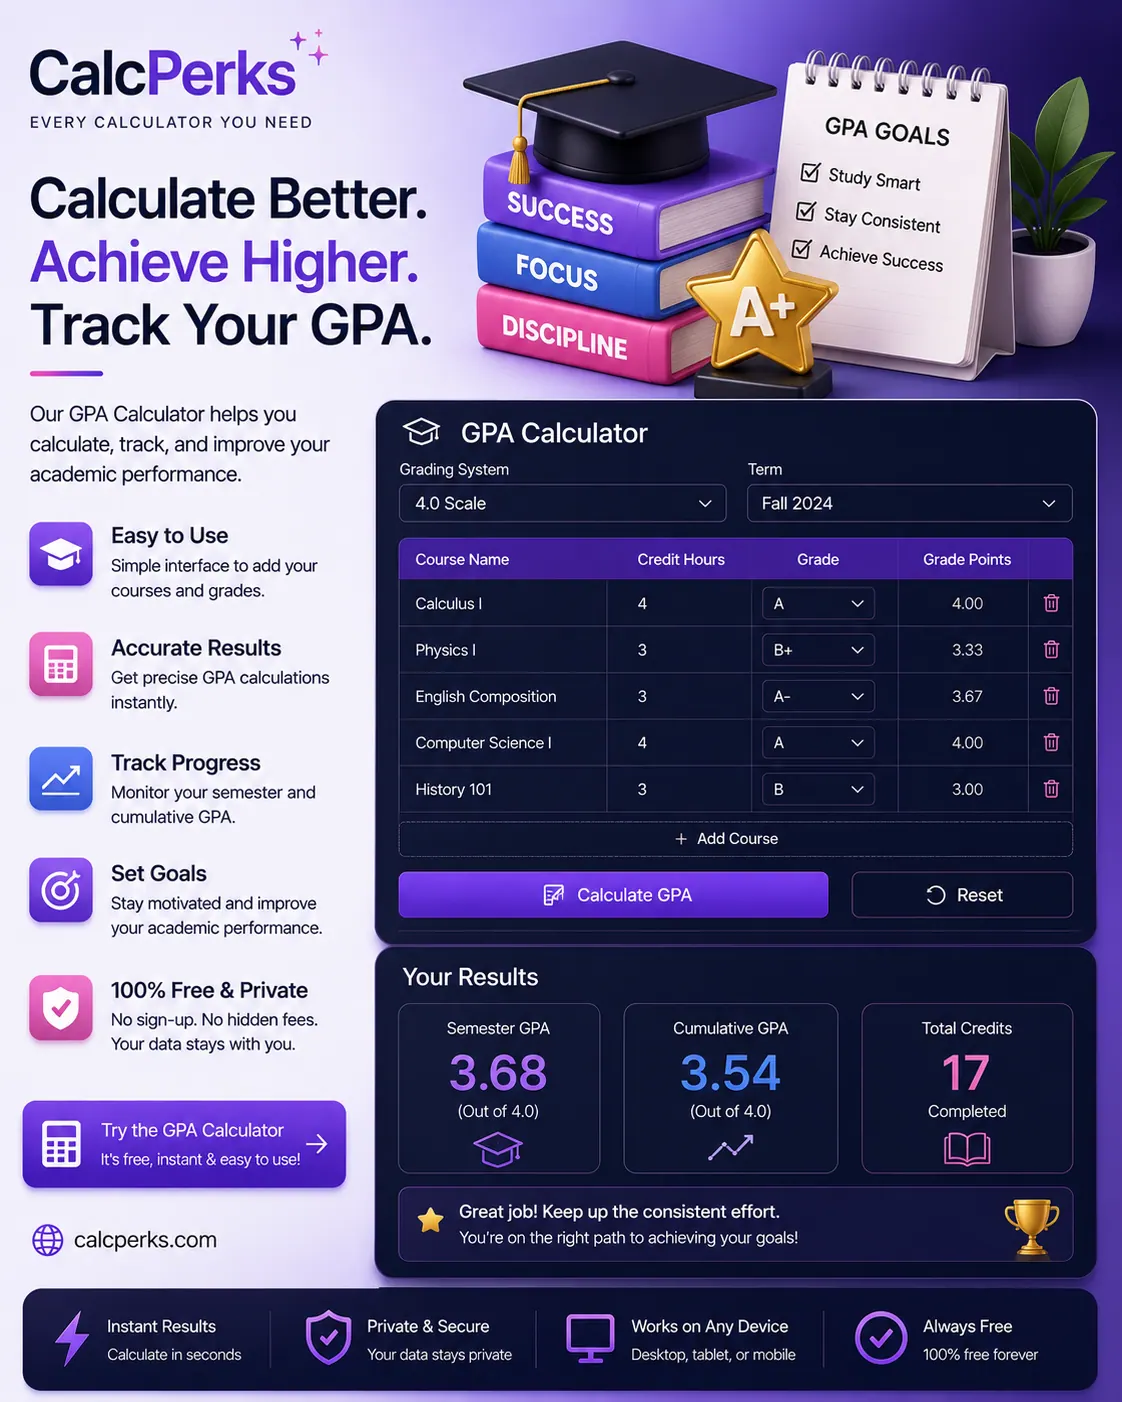 CalcPerks
EVERY CALCULATOR YOU NEED
Calculate Better.
Achieve Higher.
Track Your GPA.
SUCCESS
FOCUS
DISCIPLINE
A+
GPA GOALS
Study Smart
Stay Consistent
Achieve Success
Our GPA Calculator helps you
calculate, track, and improve your
academic performance.
Easy to Use
Simple interface to add your
courses and grades.
Accurate Results
Get precise GPA calculations
instantly.
Track Progress
Monitor your semester and
cumulative GPA.
Set Goals
Stay motivated and improve
your academic performance.
100% Free & Private
No sign-up. No hidden fees.
Your data stays with you.
Try the GPA Calculator
It's free, instant & easy to use!
calcperks.com
GPA Calculator
Grading System Term
4.0 Scale Fall 2024
Course Name Credit Hours Grade Grade Points
Calculus I 4 A 4.00
Physics I 3 B+ 3.33
English Composition 3 A- 3.67
Computer Science I 4 A 4.00
History 101 3 B 3.00
+ Add Course
Calculate GPA Reset
Your Results
Semester GPA
3.68
(Out of 4.0)
Cumulative GPA
3.54
(Out of 4.0)
Total Credits
17
Completed
Great job! Keep up the consistent effort.
You're on the right path to achieving your goals!
Instant Results
Calculate in seconds
Private & Secure
Your data stays private
Works on Any Device
Desktop, tablet, or mobile
Always Free
100% free forever